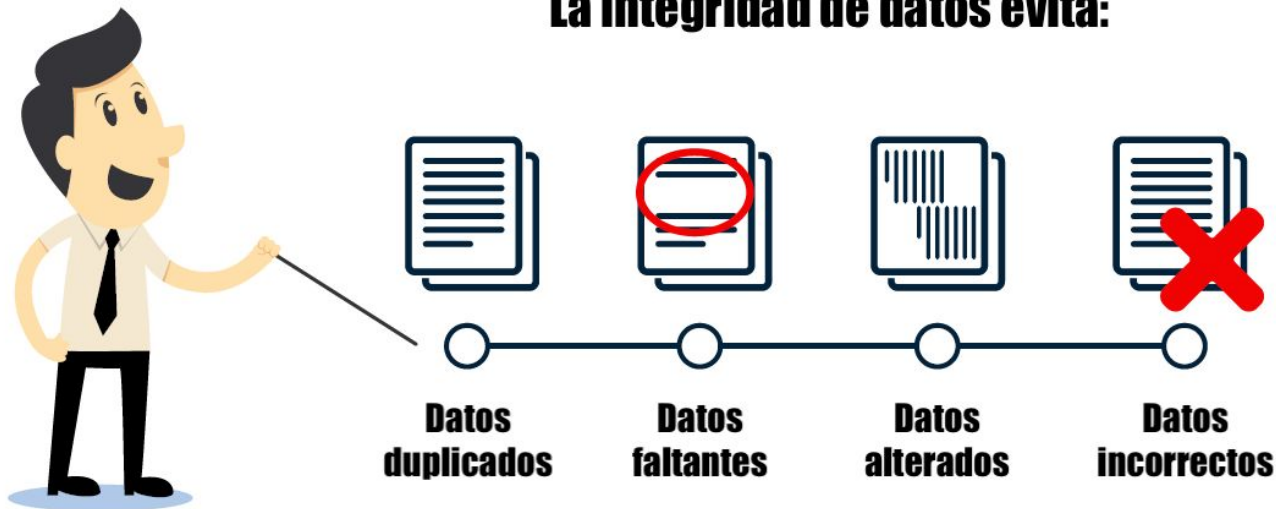 La integridad de datos evita:
Datos
duplicados
Datos
faltantes
Datos
alterados
Datos
incorrectos